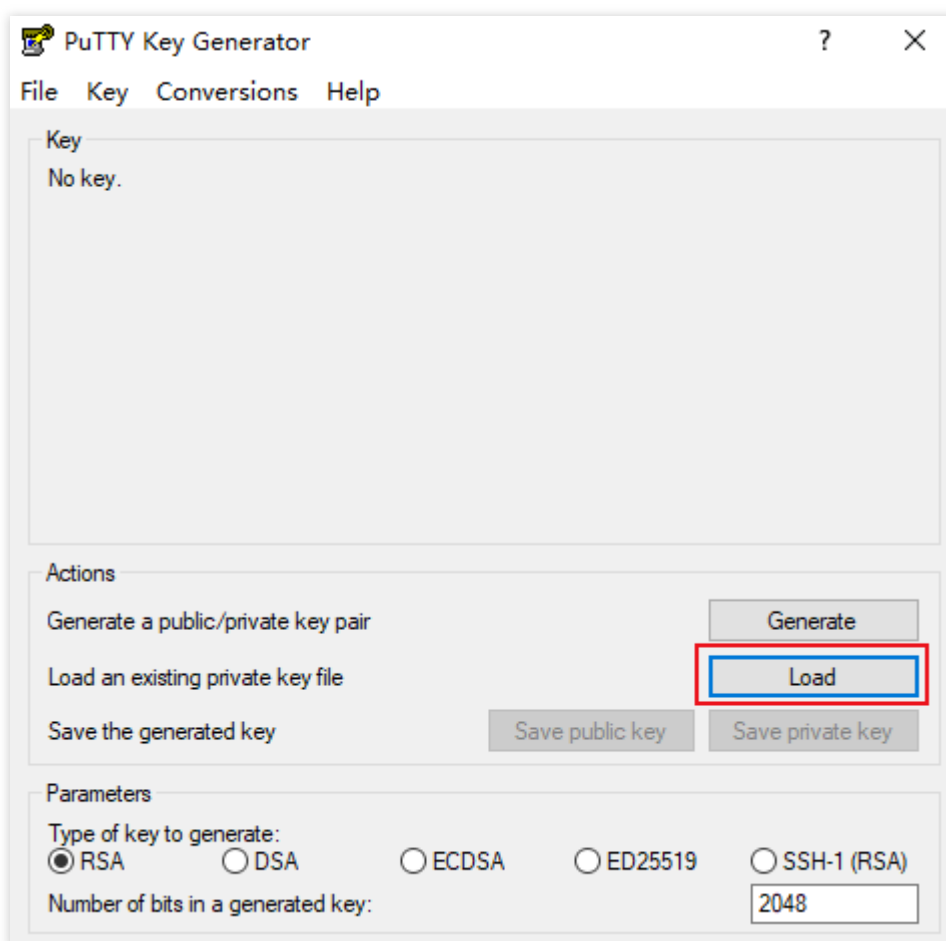 PuTTY Key Generator ? ×
File Key Conversions Help
Key
No key.
Actions
Generate a public/private key pair Generate
Load an existing private key file Load
Save the generated key Save public key Save private key
Parameters
Type of key to generate:
RSA DSA ECDSA ED25519 SSH-1 (RSA)
Number of bits in a generated key: 2048